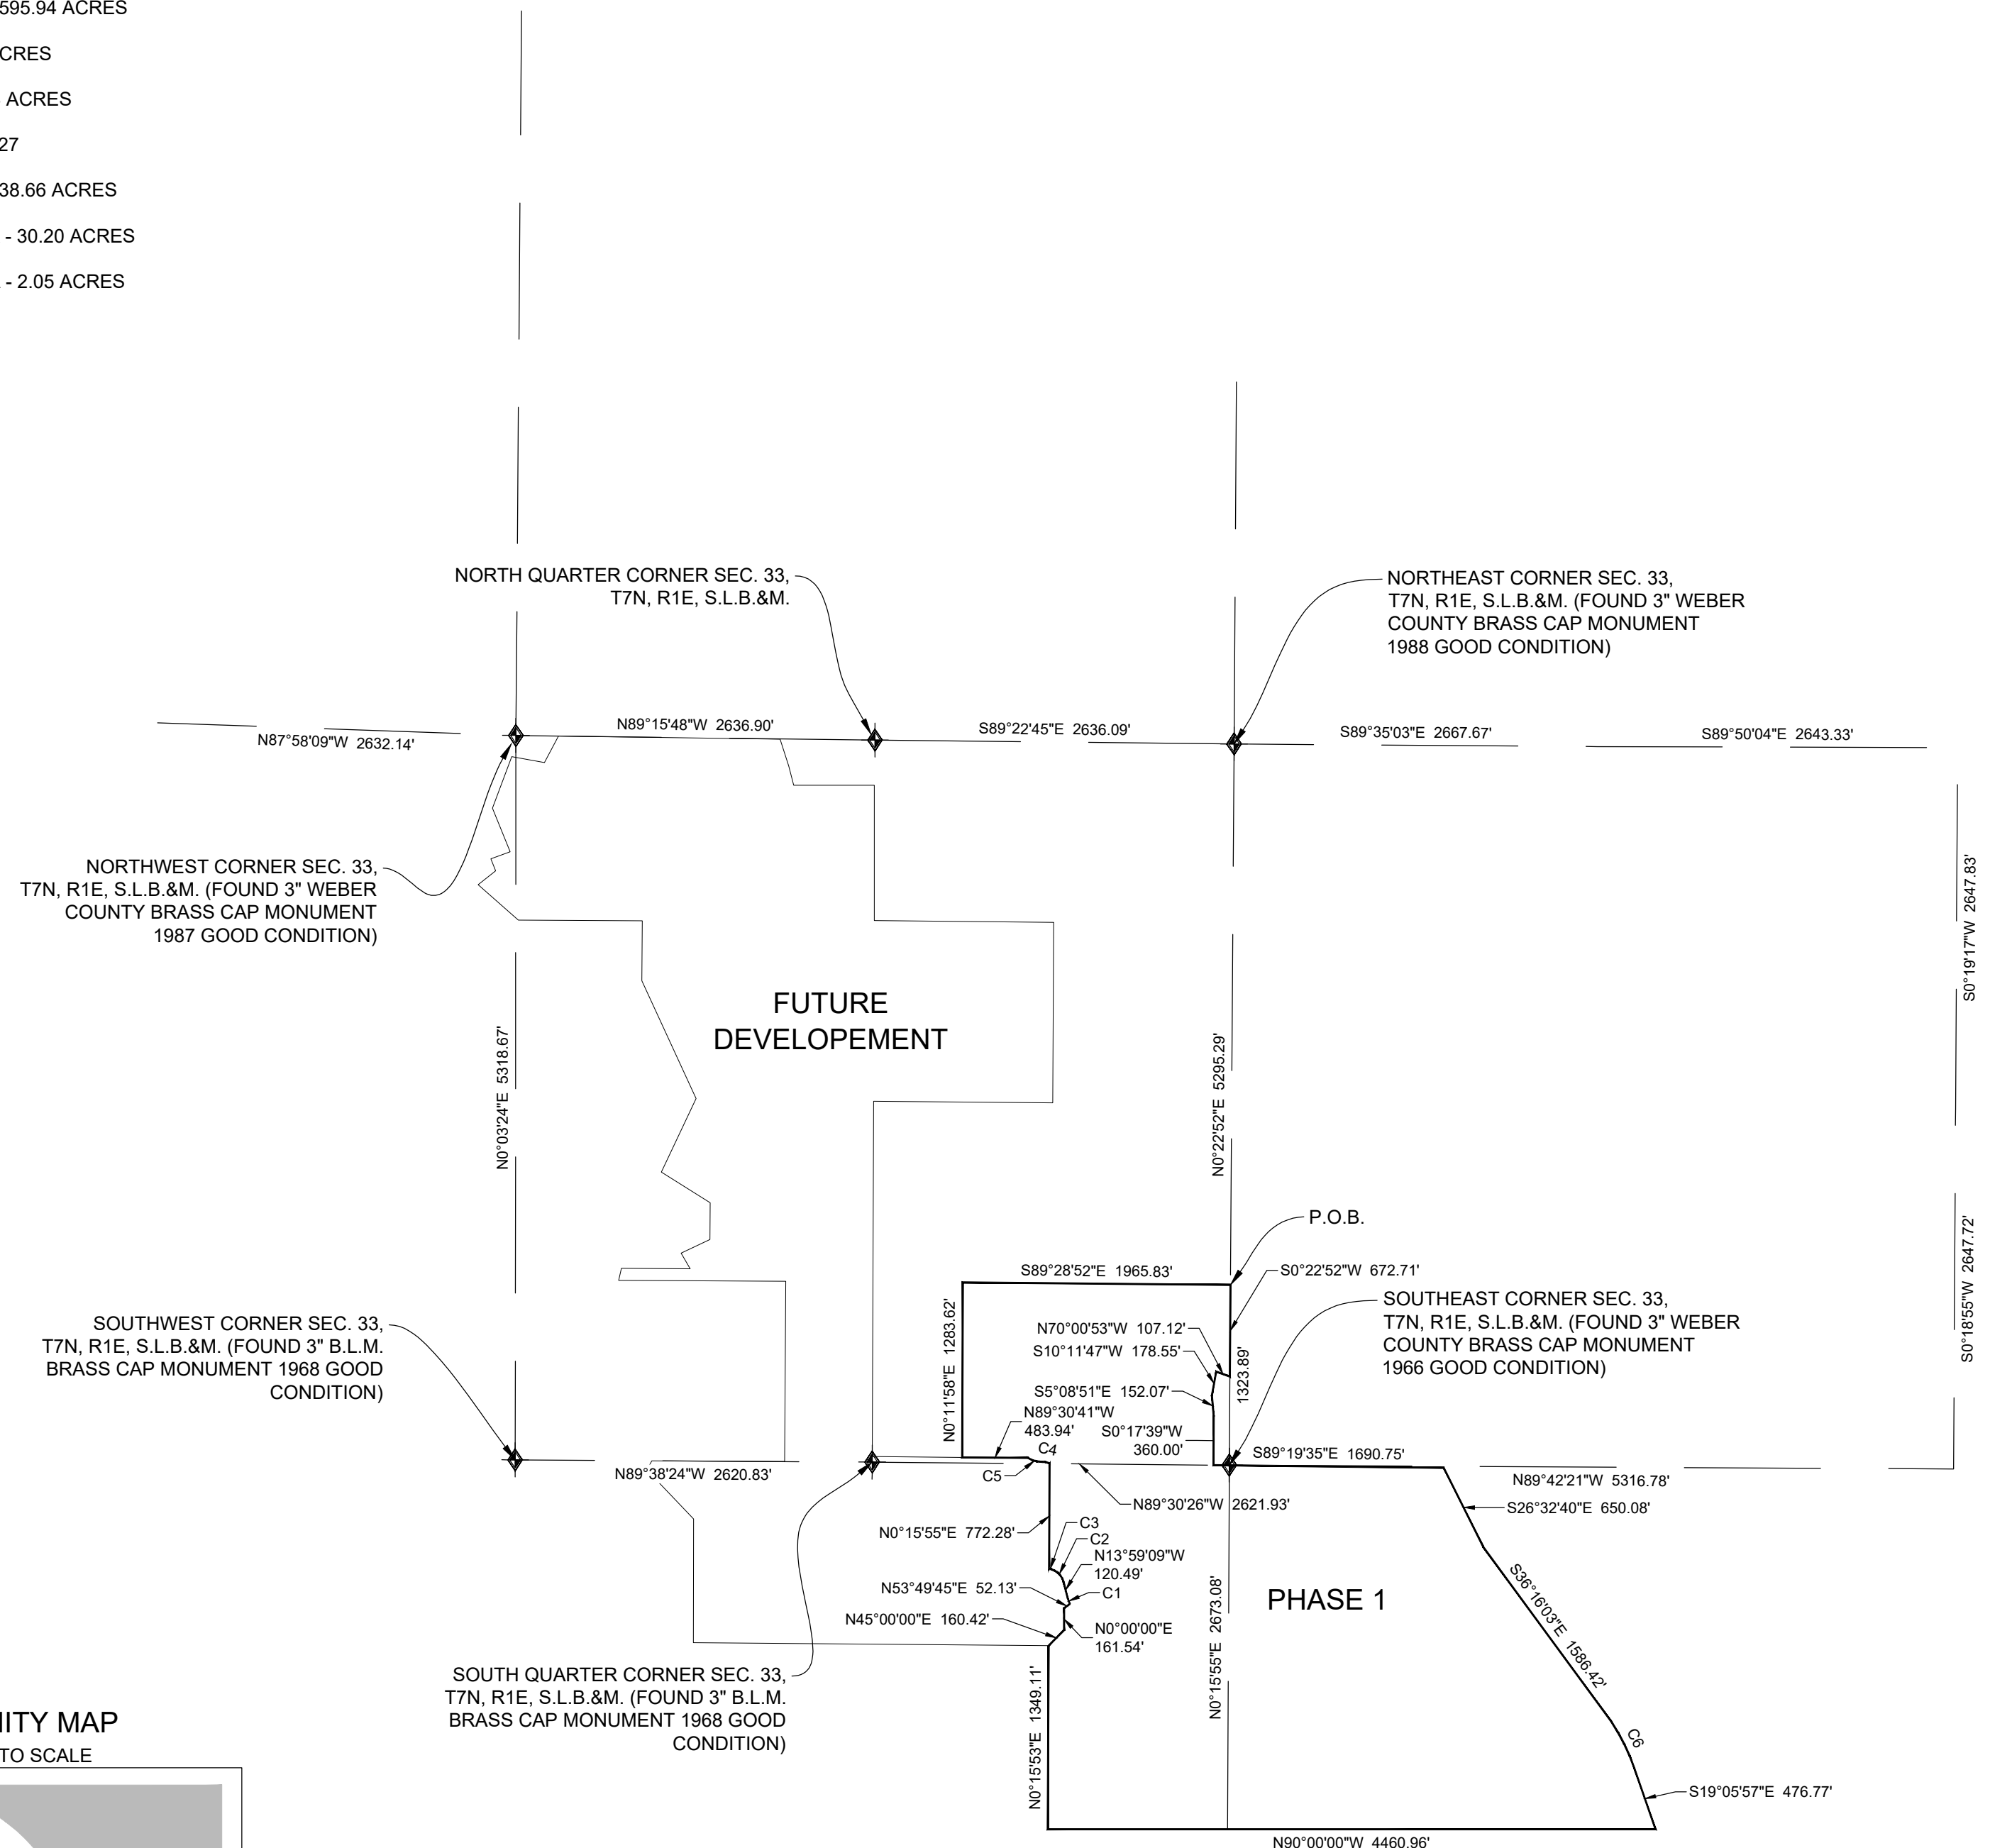 595.94 ACRES
CRES
ACRES
27
38.66 ACRES
- 30.20 ACRES
- 2.05 ACRES
NORTH QUARTER CORNER SEC. 33,
T7N, R1E, S.L.B.&M.
NORTHEAST CORNER SEC. 33,
T7N, R1E, S.L.B.&M. (FOUND 3" WEBER
COUNTY BRASS CAP MONUMENT
1988 GOOD CONDITION)
N87°58'09"W 2632.14'
N89°15'48"W 2636.90'
S89°22'45"E 2636.09'
S89°35'03"E 2667.67'
S89°50'04"E 2643.33'
NORTHWEST CORNER SEC. 33,
T7N, R1E, S.L.B.&M. (FOUND 3" WEBER
COUNTY BRASS CAP MONUMENT
1987 GOOD CONDITION)
S0°19'17"W 2647.83'
FUTURE
DEVELOPEMENT
N0°03'24"E 5318.67'
N0°22'52"E 5295.29'
P.O.B.
S89°28'52"E 1965.83'
S0°22'52"W 672.71'
S0°18'55"W 2647.72'
SOUTHWEST CORNER SEC. 33,
T7N, R1E, S.L.B.&M. (FOUND 3" B.L.M.
BRASS CAP MONUMENT 1968 GOOD
CONDITION)
SOUTHEAST CORNER SEC. 33,
T7N, R1E, S.L.B.&M. (FOUND 3" WEBER
COUNTY BRASS CAP MONUMENT
1966 GOOD CONDITION)
N0°11'58"E 1283.62'
N70°00'53"W 107.12'
S10°11'47"W 178.55'
1323.89'
S5°08'51"E 152.07'
N89°30'41"W
483.94'
S0°17'39"W
360.00'
C4
C5
S89°19'35"E 1690.75'
N89°38'24"W 2620.83'
N89°42'21"W 5316.78'
N89°30'26"W 2621.93'
S26°32'40"E 650.08'
N0°15'55"E 772.28'
C3
C2
N13°59'09"W
120.49'
C1
N53°49'45"E 52.13'
N45°00'00"E 160.42'
N0°00'00"E
161.54'
PHASE 1
S36°16'03"E 1586.42'
N0°15'55"E 2673.08'
SOUTH QUARTER CORNER SEC. 33,
T7N, R1E, S.L.B.&M. (FOUND 3" B.L.M.
BRASS CAP MONUMENT 1968 GOOD
CONDITION)
N0°15'53"E 1349.11'
C6
S19°05'57"E 476.77'
N90°00'00"W 4460.96'
ITY MAP
TO SCALE